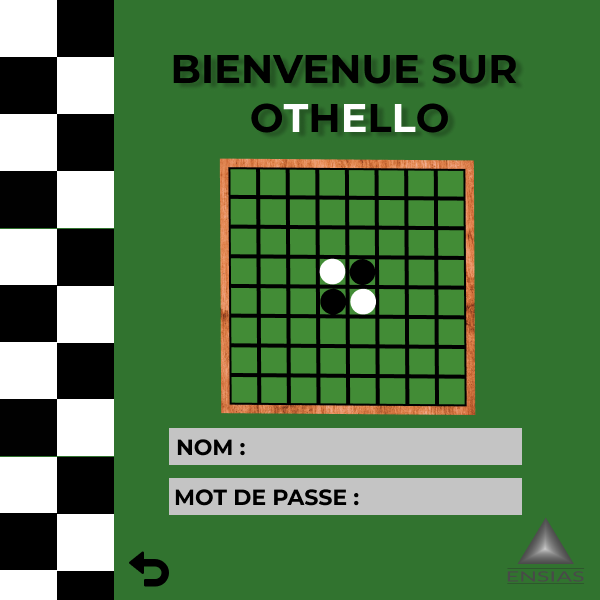 BIENVENUE SUR
OTHELLO
NOM :
MOT DE PASSE :
ENSIAS